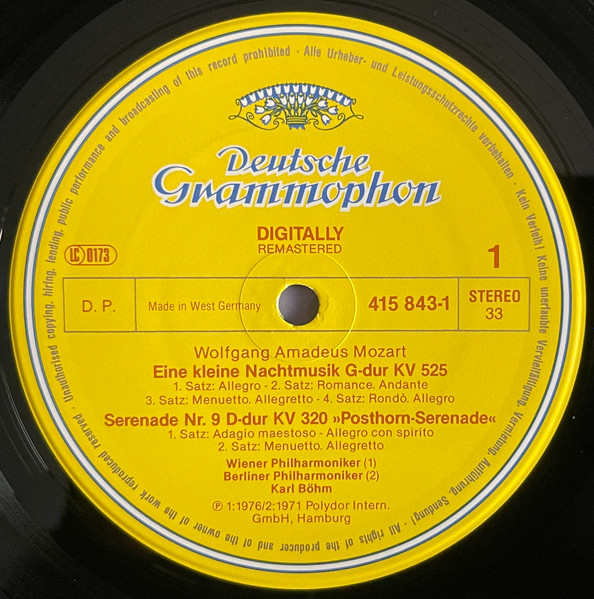 Deutsche
Grammophon
DIGITALLY
REMASTERED
LC 0173
1
D. P.
Made in West Germany
415 843-1
STEREO
33
Wolfgang Amadeus Mozart
Eine kleine Nachtmusik G-dur KV 525
1. Satz: Allegro - 2. Satz: Romance. Andante
3. Satz: Menuetto. Allegretto - 4. Satz: Rondò. Allegro
Serenade Nr. 9 D-dur KV 320 »Posthorn-Serenade«
1. Satz: Adagio maestoso - Allegro con spirito
2. Satz: Menuetto. Allegretto
Wiener Philharmoniker (1)
Berliner Philharmoniker (2)
Karl Böhm
℗ 1:1976/2:1971 Polydor Intern.
GmbH, Hamburg
Alle Urheber- und Leistungsschutzrechte vorbehalten · Kein Verleih! Keine unerlaubte Vervielfältigung, Vermietung, Aufführung, Sendung! · All rights of the producer and of the owner of the work reproduced reserved · Unauthorised copying, hiring, lending, public performance and broadcasting of this record prohibited ·